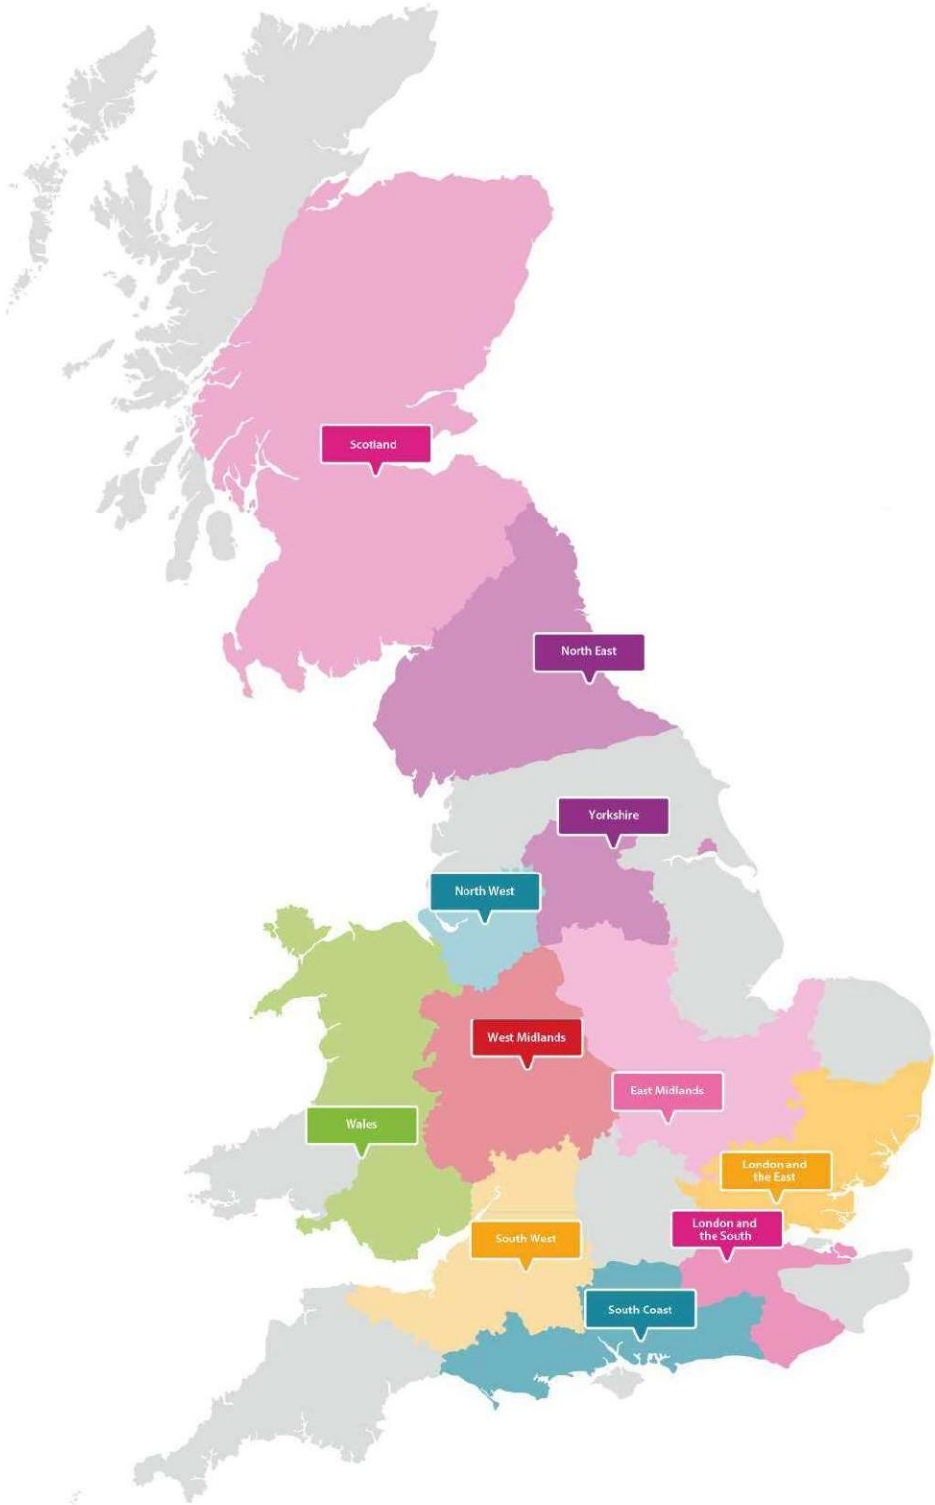 Scotland
North East
Yorkshire
North West
West Midlands
East Midlands
Wales
London and
the East
London and
the South
South West
South Coast